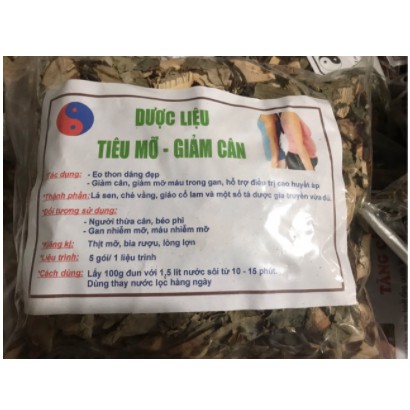 DƯỢC LIỆU
TIÊU MỠ - GIẢM CÂN
*Tác dụng: - Eo thon dáng đẹp
- Giảm cân, giảm mỡ máu trong gan, hỗ trợ điều trị cao huyết áp
*Thành phần: Lá sen, chè vằng, giảo cổ lam và một số tá dược gia truyền vừa đủ.
*Đối tượng sử dụng:
- Người thừa cân, béo phì
- Gan nhiễm mỡ, máu nhiễm mỡ
*Kiêng kị: Thịt mỡ, bia rượu, lòng lợn
*Liệu trình: 5 gói/ 1 liệu trình
*Cách dùng: Lấy 100g đun với 1,5 lít nước sôi từ 10 - 15 phút
Dùng thay nước lọc hàng ngày
TANG